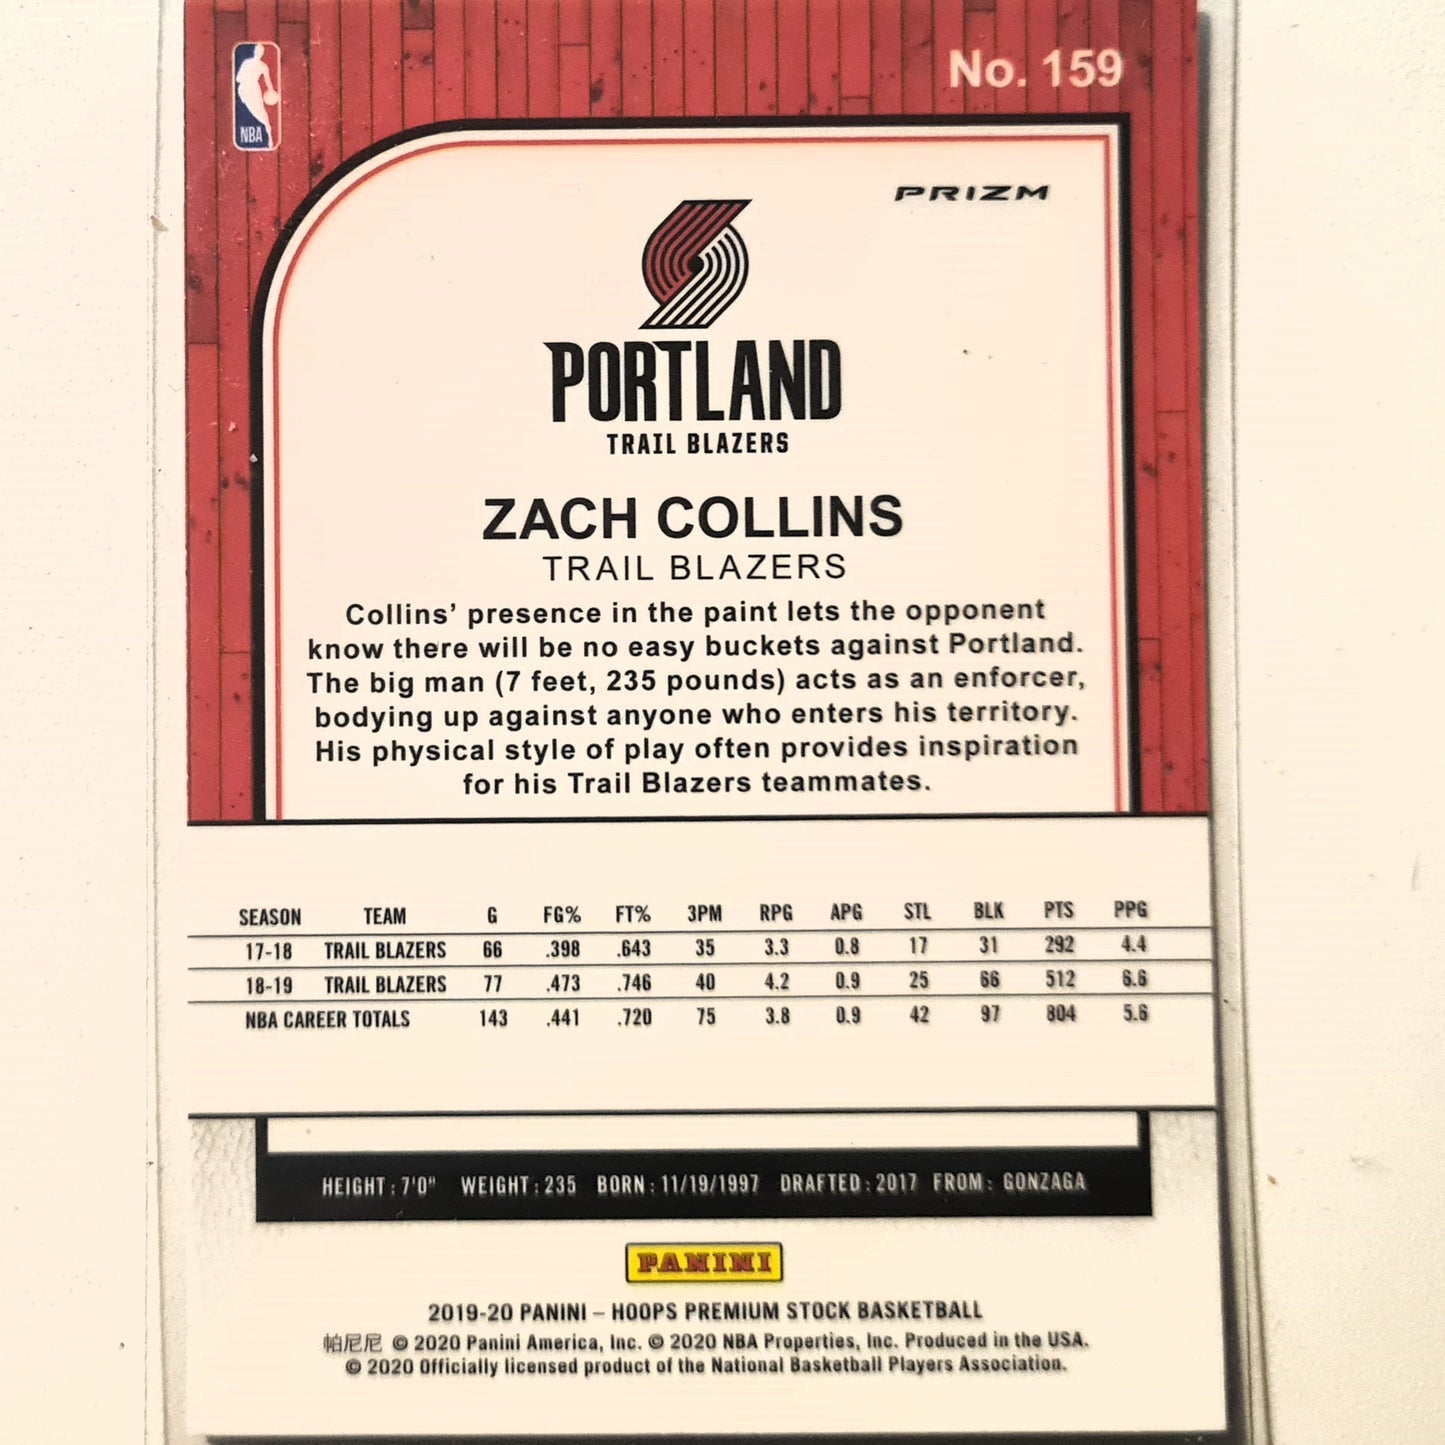 NBA
No. 159
PRIZM
PORTLAND
TRAIL BLAZERS
ZACH COLLINS
TRAIL BLAZERS
Collins’ presence in the paint lets the opponent
know there will be no easy buckets against Portland.
The big man (7 feet, 235 pounds) acts as an enforcer,
bodying up against anyone who enters his territory.
His physical style of play often provides inspiration
for his Trail Blazers teammates.
SEASON TEAM G FG% FT% 3PM RPG APG STL BLK PTS PPG
17-18 TRAIL BLAZERS 66 .398 .643 35 3.3 0.8 17 31 292 4.4
18-19 TRAIL BLAZERS 77 .473 .746 40 4.2 0.9 25 66 512 6.6
NBA CAREER TOTALS 143 .441 .720 75 3.8 0.9 42 97 804 5.6
HEIGHT: 7'0" WEIGHT: 235 BORN: 11/19/1997 DRAFTED: 2017 FROM: GONZAGA
PANINI
2019-20 PANINI – HOOPS PREMIUM STOCK BASKETBALL
帕尼尼 © 2020 Panini America, Inc. © 2020 NBA Properties, Inc. Produced in the USA.
© 2020 Officially licensed product of the National Basketball Players Association.